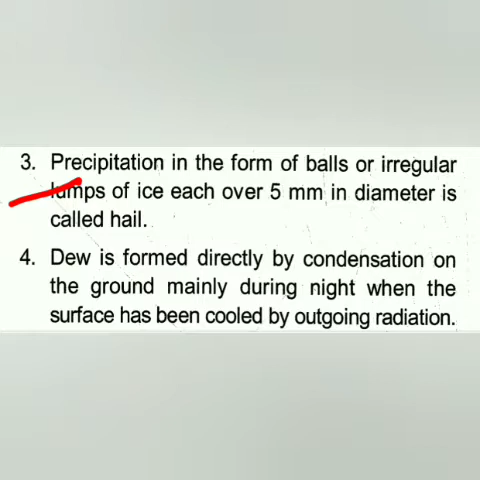 3. Precipitation in the form of balls or irregular
lumps of ice each over 5 mm in diameter is
called hail.
4. Dew is formed directly by condensation on
the ground mainly during night when the
surface has been cooled by outgoing radiation.